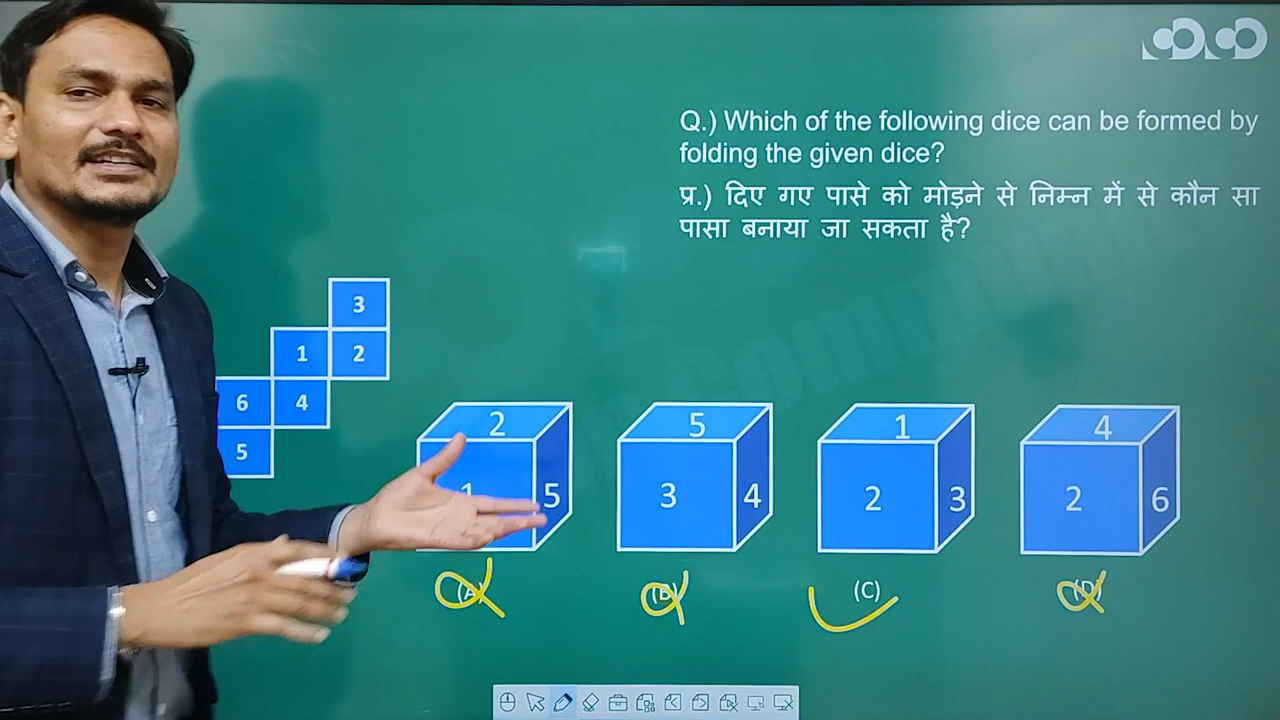 Q.) Which of the following dice can be formed by
folding the given dice?
प्र.) दिए गए पासे को मोड़ने से निम्न में से कौन सा
पासा बनाया जा सकता है?
3
1 2
6 4
5
2
1 5
5
3 4
1
2 3
4
2 6
(A) (B) (C) (D)